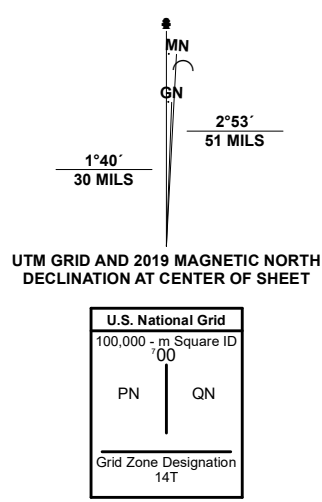 MN
GN
2°53´
51 MILS
1°40´
30 MILS
UTM GRID AND 2019 MAGNETIC NORTH
DECLINATION AT CENTER OF SHEET
U.S. National Grid
100,000 - m Square ID
⁷00
PN QN
Grid Zone Designation
14T